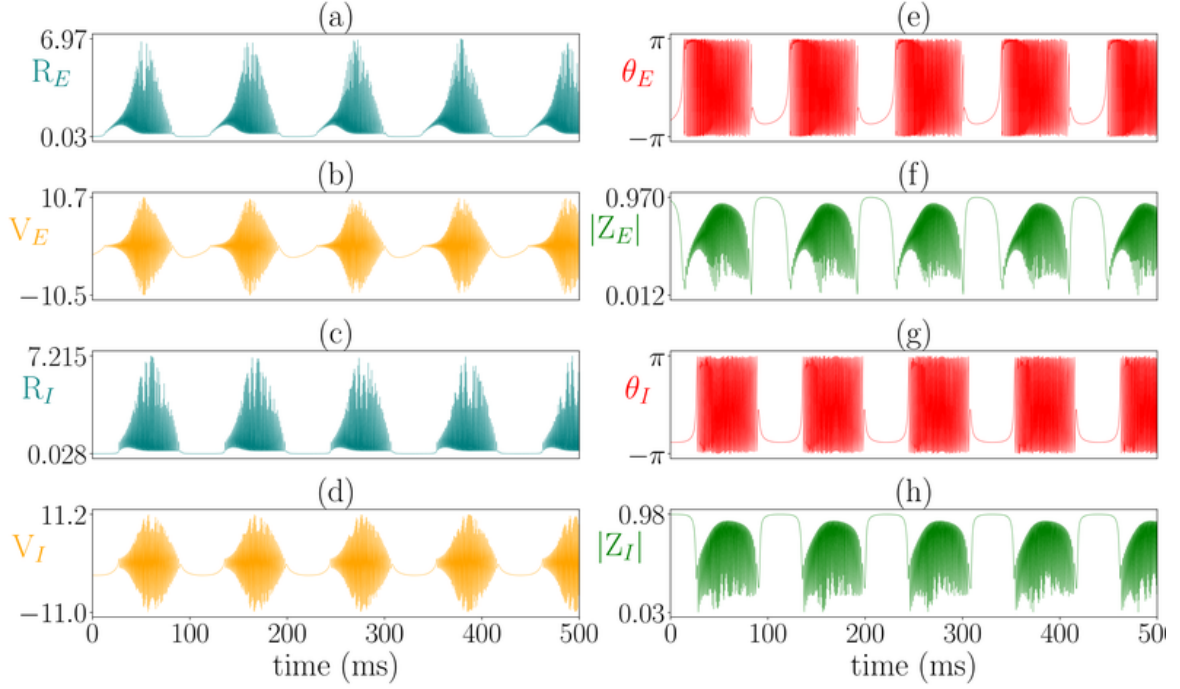 (a)
6.97
R_E
0.03
(b)
10.7
V_E
−10.5
(c)
7.215
R_I
0.028
(d)
11.2
V_I
−11.0
0 100 200 300 400 500
time (ms)
(e)
π
θ_E
−π
(f)
0.970
|Z_E|
0.012
(g)
π
θ_I
−π
(h)
0.98
|Z_I|
0.03
0 100 200 300 400 500
time (ms)